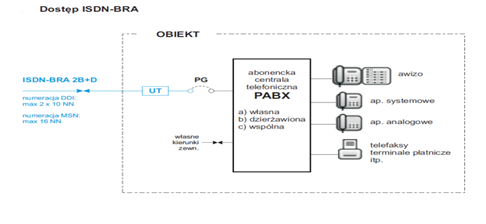 Dostęp ISDN-BRA
OBIEKT
ISDN-BRA 2B+D
numeracja DDI:
max 2 x 10 NN
numeracja MSN:
max 16 NN
UT
PG
abonencka
centrala
telefoniczna
PABX
a) własna
b) dzierżawiona
c) wspólna
własne
kierunki
zewn.
awizo
ap. systemowe
ap. analogowe
telefaksy
terminale płatnicze
itp.